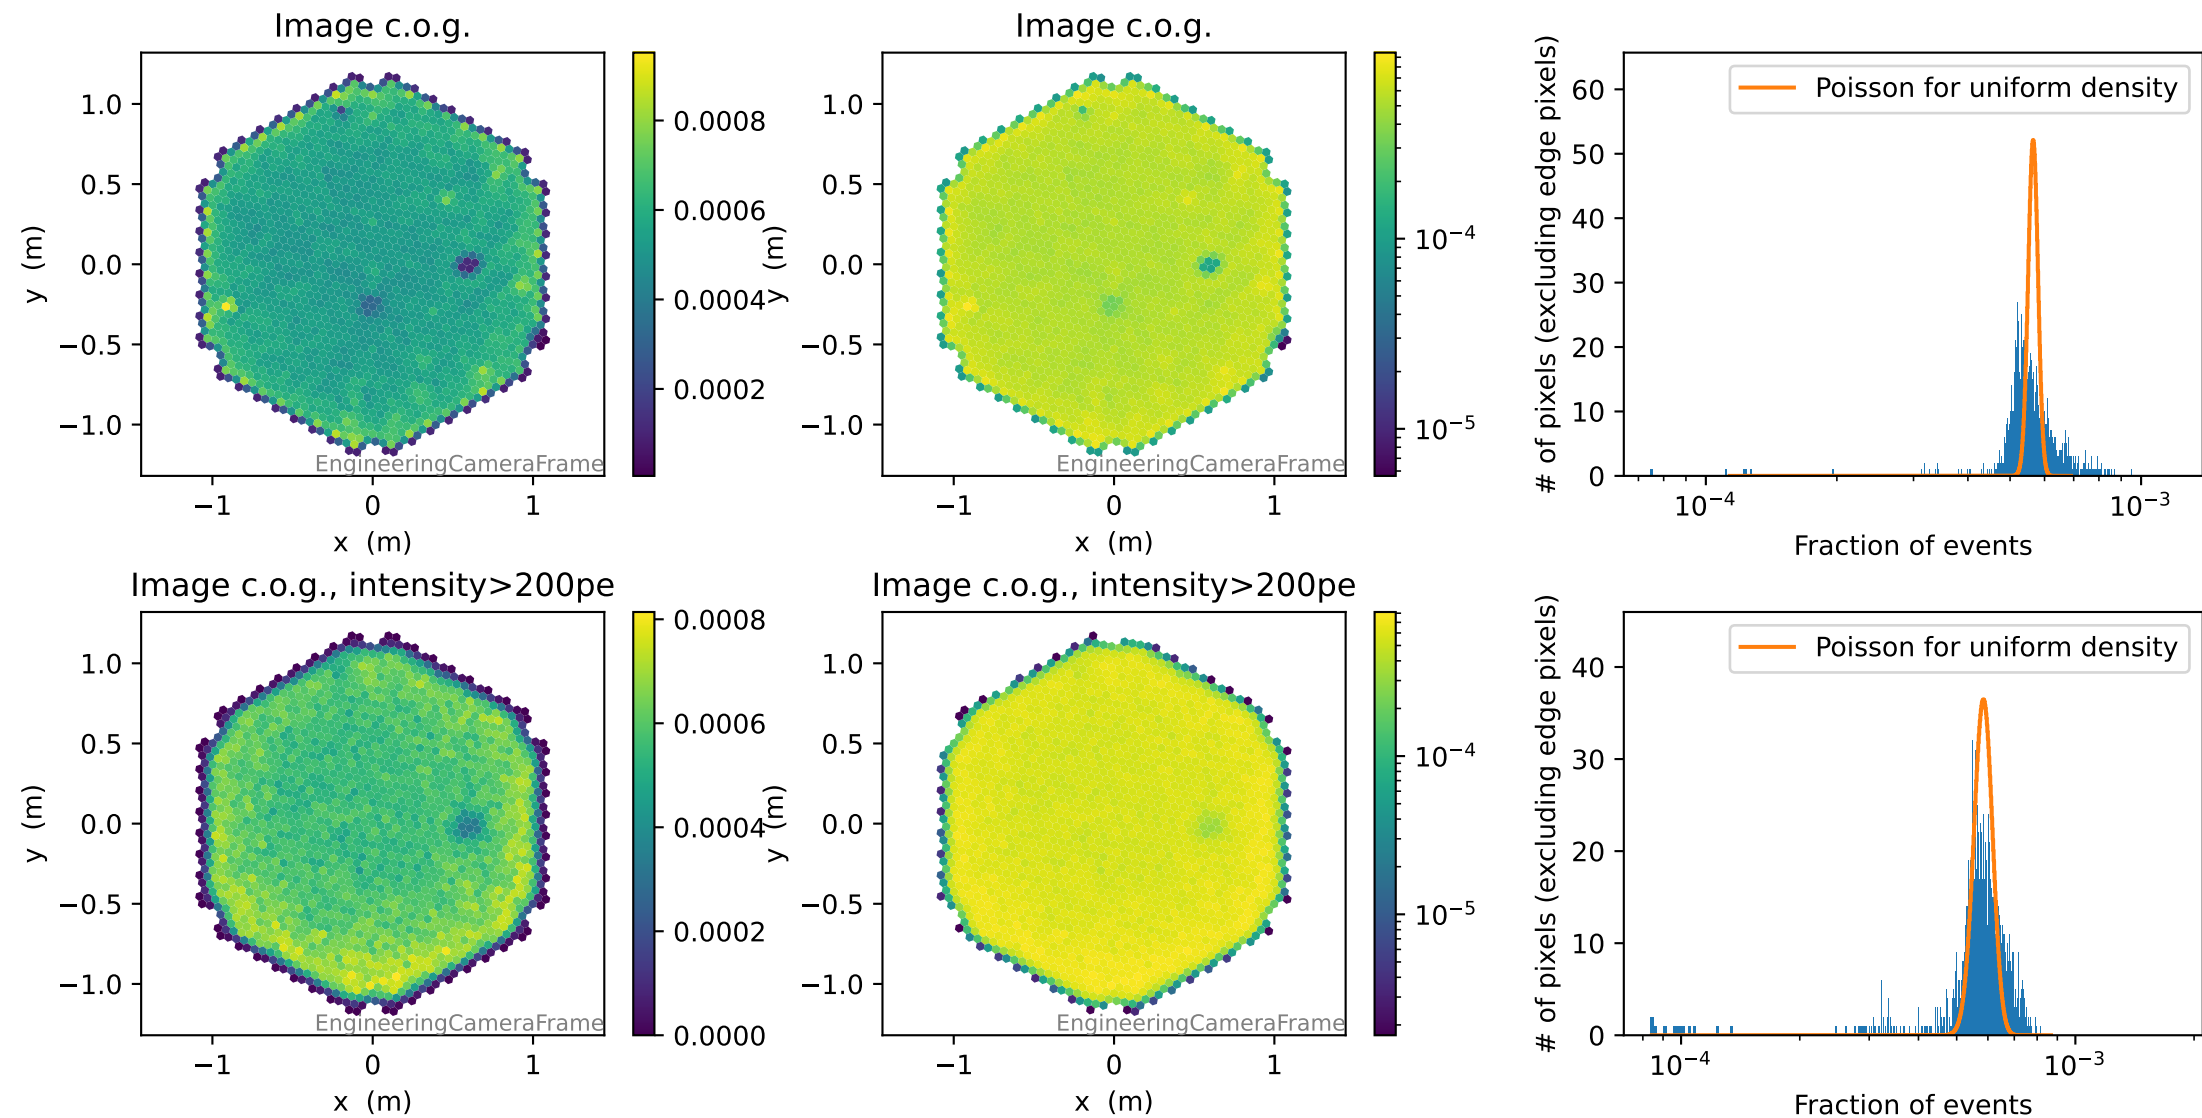 Image c.o.g.
1.0
0.5
0.0
−0.5
−1.0
y (m)
−1
0
1
x (m)
EngineeringCameraFrame
0.0008
0.0006
0.0004
0.0002
Image c.o.g.
1.0
0.5
0.0
−0.5
−1.0
y (m)
−1
0
1
x (m)
EngineeringCameraFrame
10⁻⁴
10⁻⁵
Poisson for uniform density
60
50
40
30
20
10
0
# of pixels (excluding edge pixels)
10⁻⁴
10⁻³
Fraction of events
Image c.o.g., intensity>200pe
1.0
0.5
0.0
−0.5
−1.0
y (m)
−1
0
1
x (m)
EngineeringCameraFrame
0.0008
0.0006
0.0004
0.0002
0.0000
Image c.o.g., intensity>200pe
1.0
0.5
0.0
−0.5
−1.0
y (m)
−1
0
1
x (m)
EngineeringCameraFrame
10⁻⁴
10⁻⁵
Poisson for uniform density
40
30
20
10
0
# of pixels (excluding edge pixels)
10⁻⁴
10⁻³
Fraction of events